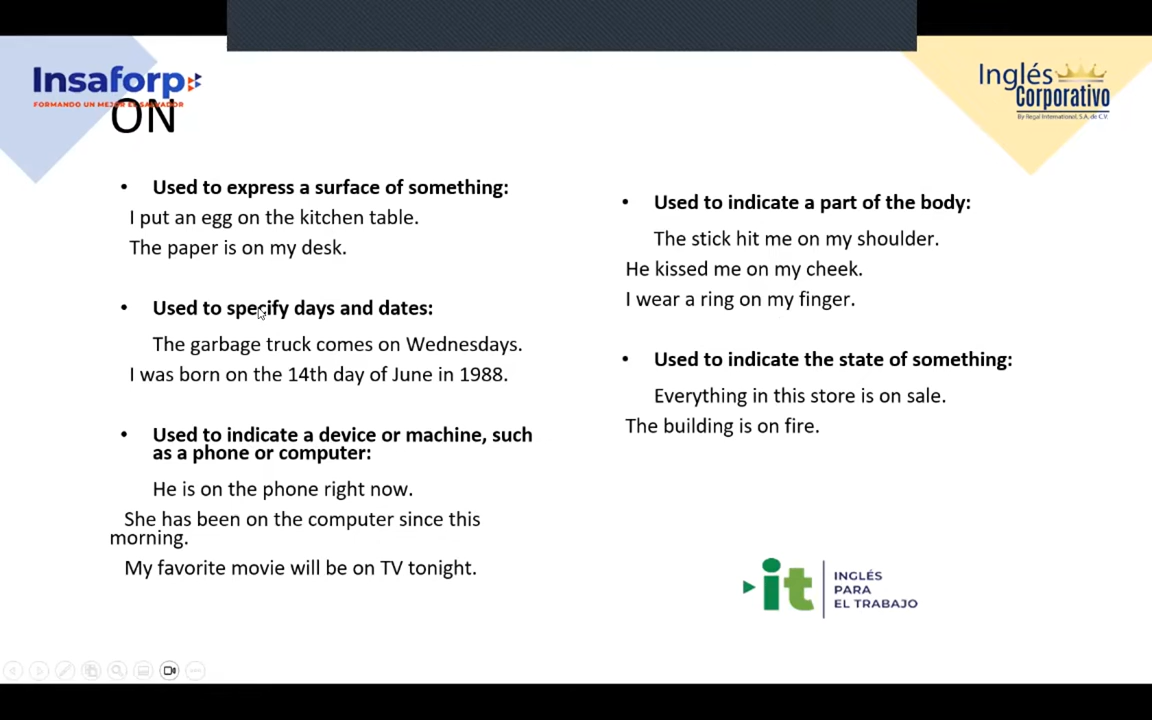 Insaforp
FORMANDO UN MEJOR EL SALVADOR
ON
Inglés
Corporativo
By Regal International, S.A. de C.V.
• Used to express a surface of something:
I put an egg on the kitchen table.
The paper is on my desk.
• Used to specify days and dates:
The garbage truck comes on Wednesdays.
I was born on the 14th day of June in 1988.
• Used to indicate a device or machine, such
as a phone or computer:
He is on the phone right now.
She has been on the computer since this
morning.
My favorite movie will be on TV tonight.
• Used to indicate a part of the body:
The stick hit me on my shoulder.
He kissed me on my cheek.
I wear a ring on my finger.
• Used to indicate the state of something:
Everything in this store is on sale.
The building is on fire.
it
INGLÉS
PARA
EL TRABAJO